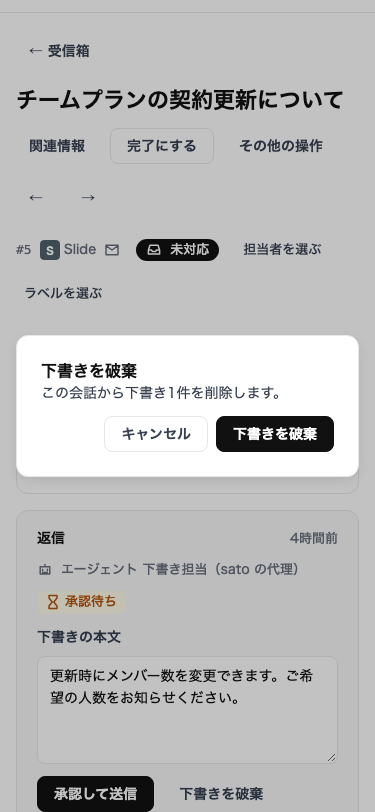 ← 受信箱
チームプランの契約更新について
関連情報 完了にする その他の操作
← →
#5 S Slide 未対応 担当者を選ぶ
ラベルを選ぶ
下書きを破棄
この会話から下書き1件を削除します。
キャンセル 下書きを破棄
返信 4時間前
エージェント 下書き担当（sato の代理）
承認待ち
下書きの本文
更新時にメンバー数を変更できます。ご希
望の人数をお知らせください。
承認して送信 下書きを破棄